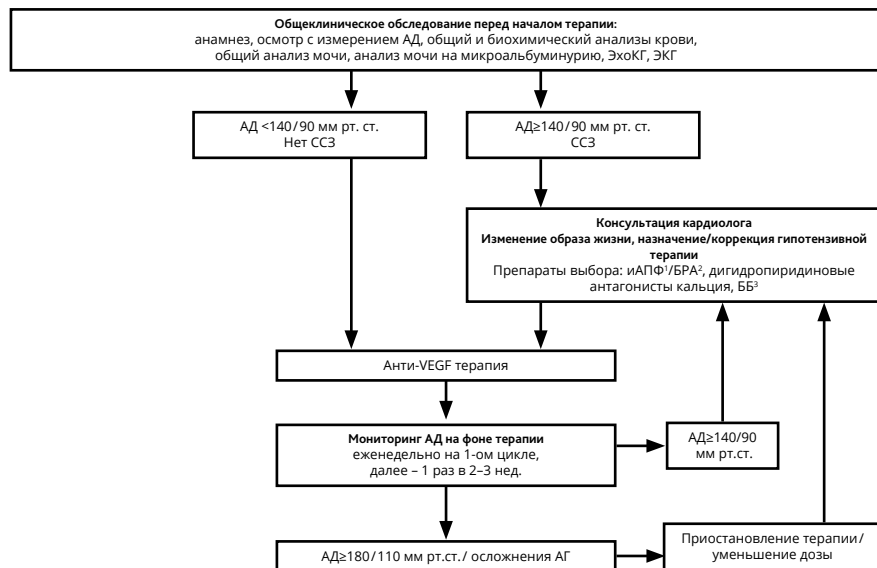 Общеклиническое обследование перед началом терапии:
анамнез, осмотр с измерением АД, общий и биохимический анализы крови,
общий анализ мочи, анализ мочи на микроальбуминурию, ЭхоКГ, ЭКГ
АД <140/90 мм рт. ст.
Нет ССЗ
АД≥140/90 мм рт. ст.
ССЗ
Консультация кардиолога
Изменение образа жизни, назначение/коррекция гипотензивной
терапии
Препараты выбора: иАПФ¹/БРА², дигидропиридиновые
антагонисты кальция, ББ³
Анти-VEGF терапия
Мониторинг АД на фоне терапии
еженедельно на 1-ом цикле,
далее – 1 раз в 2–3 нед.
АД≥140/90
мм рт.ст.
АД≥180/110 мм рт.ст./ осложнения АГ
Приостановление терапии/
уменьшение дозы